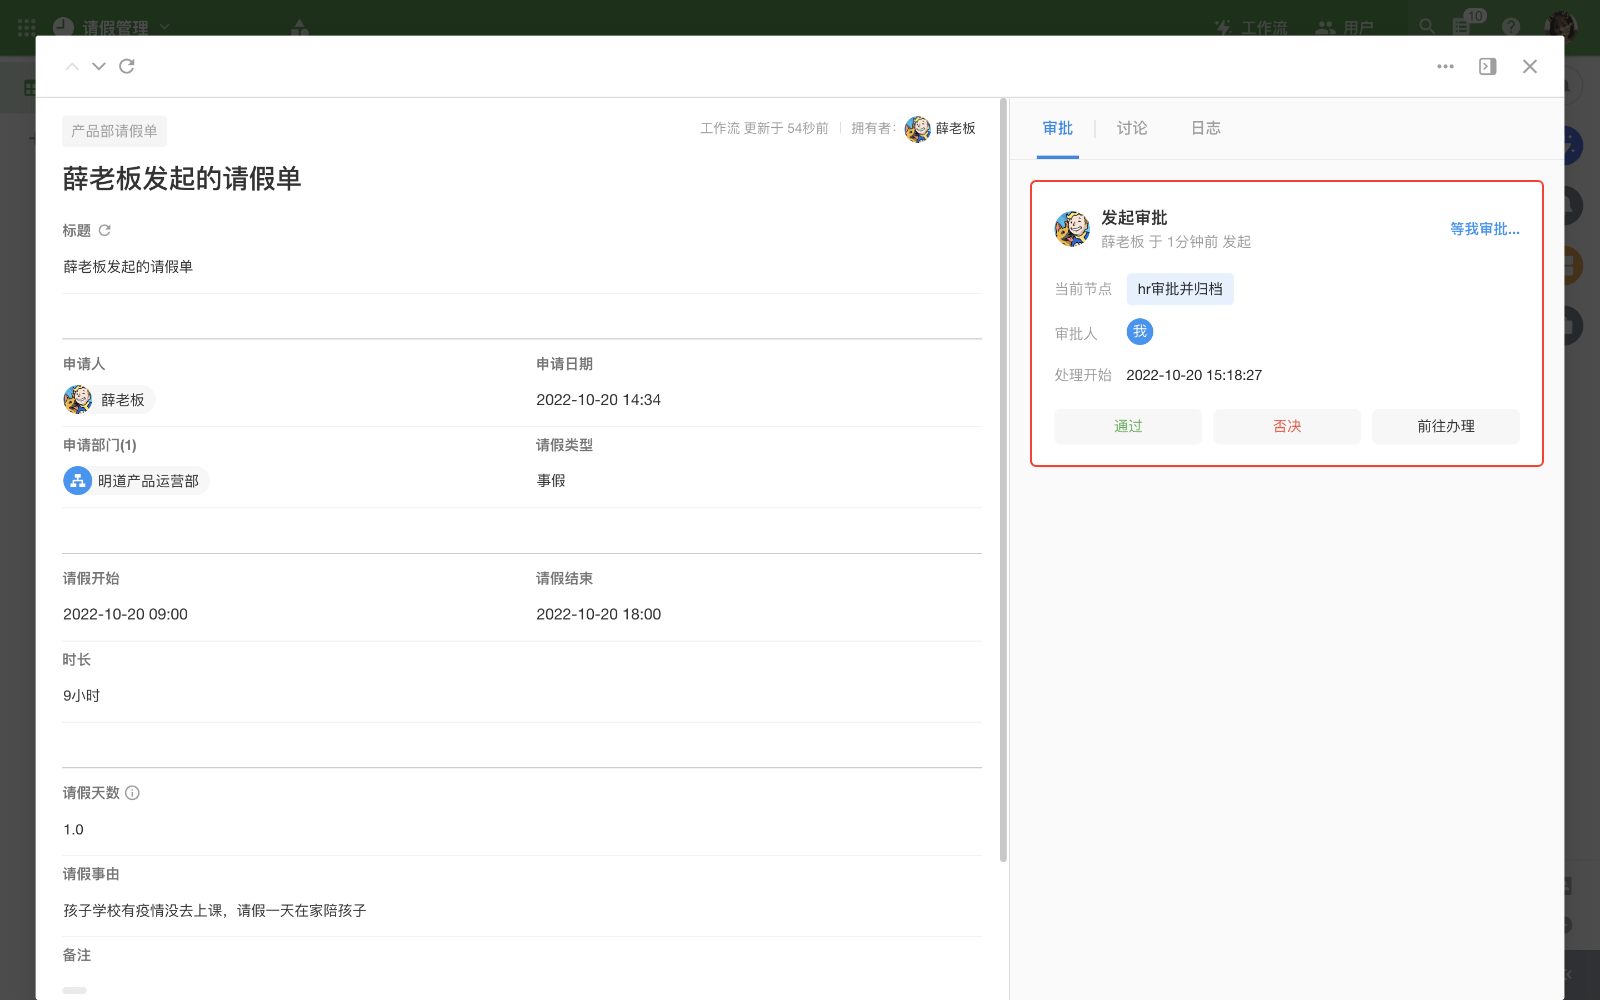 请假管理
工作流
用户
10
产品部请假单
工作流 更新于 54秒前
拥有者:
薛老板
薛老板发起的请假单
标题
薛老板发起的请假单
申请人
申请日期
薛老板
2022-10-20 14:34
申请部门(1)
请假类型
明道产品运营部
事假
请假开始
请假结束
2022-10-20 09:00
2022-10-20 18:00
时长
9小时
请假天数
1.0
请假事由
孩子学校有疫情没去上课，请假一天在家陪孩子
备注
审批
讨论
日志
发起审批
薛老板 于 1分钟前 发起
等我审批...
当前节点
hr审批并归档
审批人
我
处理开始
2022-10-20 15:18:27
通过
否决
前往办理